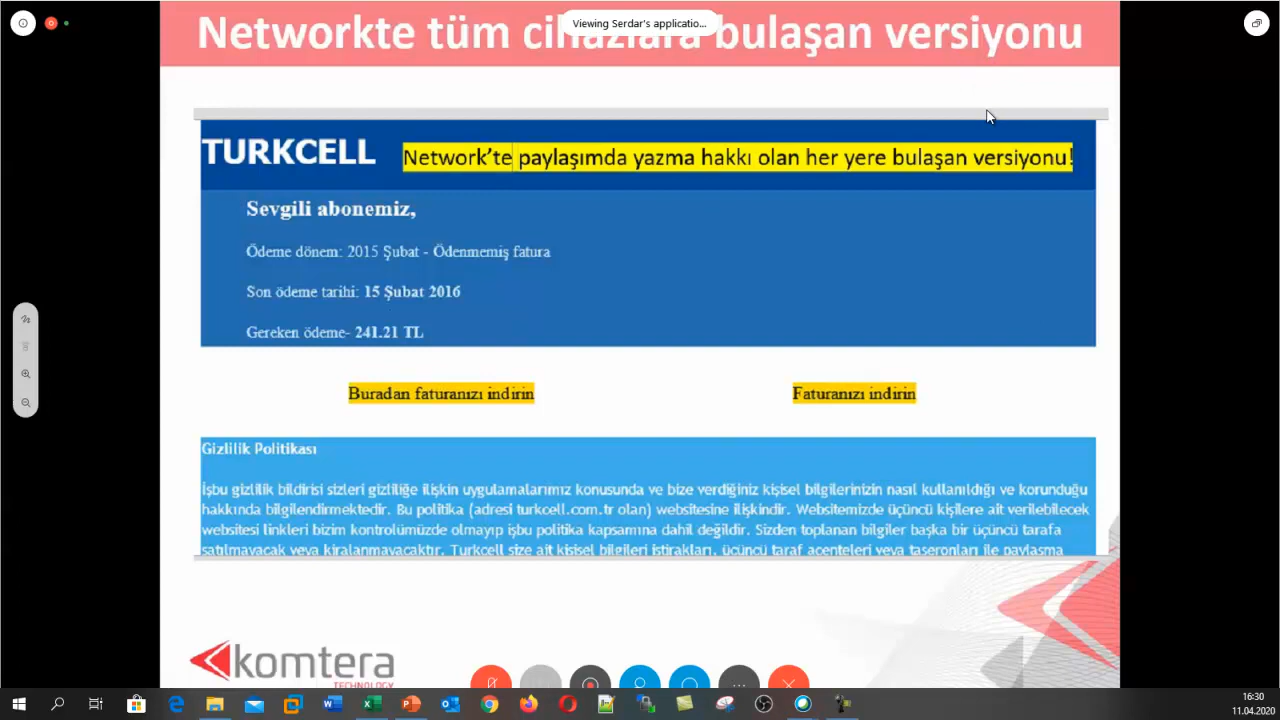 Viewing Serdar's applicatio...
Networkte tüm cihazlara bulaşan versiyonu
TURKCELL
Network'te paylaşımda yazma hakkı olan her yere bulaşan versiyonu!
Sevgili abonemiz,
Ödeme dönem: 2015 Şubat - Ödenmemiş fatura
Son ödeme tarihi: 15 Şubat 2016
Gereken ödeme- 241.21 TL
Buradan faturanızı indirin
Faturanızı indirin
Gizlilik Politikası
İşbu gizlilik bildirisi sizleri gizliliğe ilişkin uygulamalarımız konusunda ve bize verdiğiniz kişisel bilgilerinizin nasıl kullanıldığı ve korunduğu
hakkında bilgilendirmektedir. Bu politika (adresi turkcell.com.tr olan) websitesine ilişkindir. Websitemizde üçüncü kişilere ait verilebilecek
websitesi linkleri bizim kontrolümüzde olmayıp işbu politika kapsamına dahil değildir. Sizden toplanan bilgiler başka bir üçüncü tarafa
satılmayacak veya kiralanmayacaktır. Turkcell size ait kişisel bilgileri iştirakları, üçüncü taraf acenteleri veya taşeronları ile paylaşma
komtera
TECHNOLOGY
16:30
11.04.2020